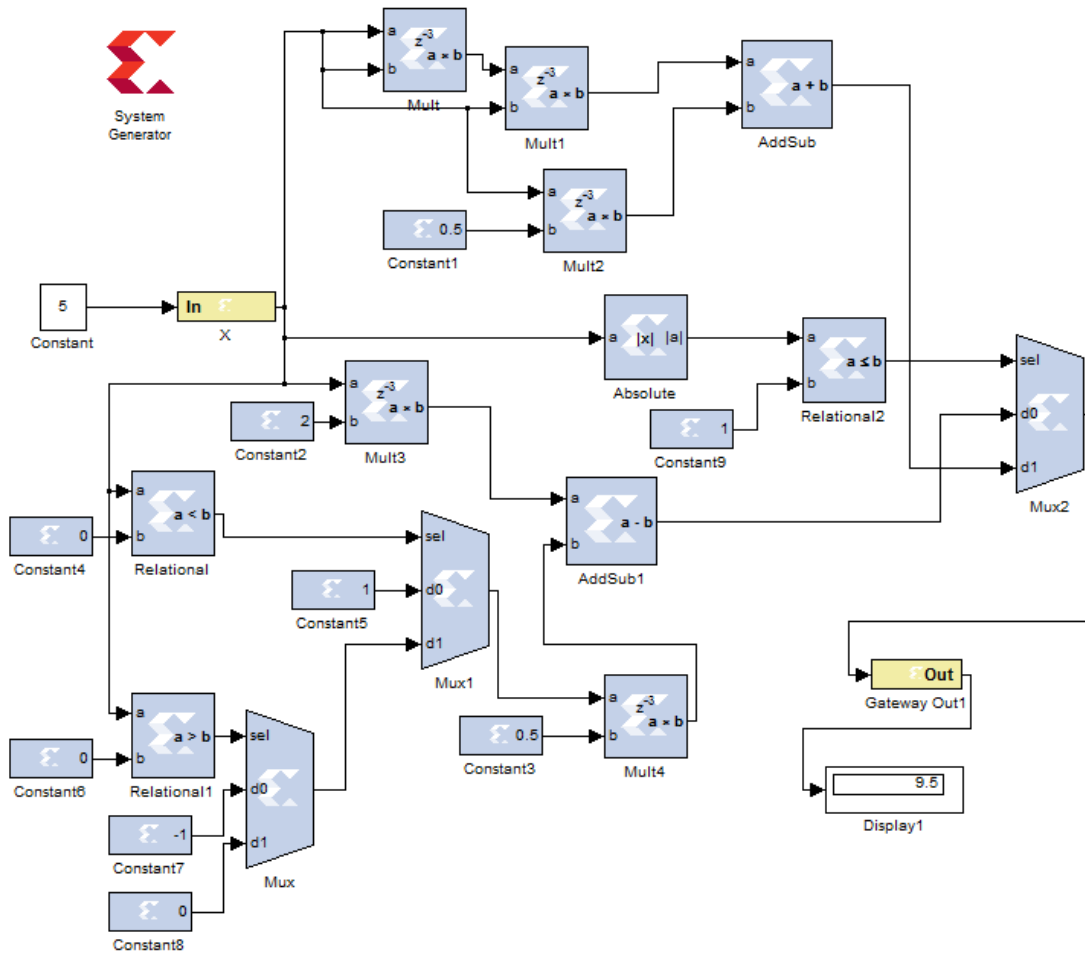 System
Generator
a
b
z⁻³
a × b
Mult
a
b
z⁻³
a × b
Mult1
a
b
a + b
AddSub
a
b
z⁻³
a × b
Mult2
0.5
Constant1
5
Constant
In
X
a
|x|
|a|
Absolute
a
b
a ≤ b
Relational2
1
Constant9
sel
d0
d1
Mux2
a
b
z⁻³
a × b
Mult3
2
Constant2
a
b
a < b
Relational
0
Constant4
a
b
a - b
AddSub1
sel
d0
d1
Mux1
1
Constant5
a
b
a > b
Relational1
0
Constant6
sel
d0
d1
Mux
-1
Constant7
0
Constant8
a
b
z⁻³
a × b
Mult4
0.5
Constant3
Out
Gateway Out1
9.5
Display1